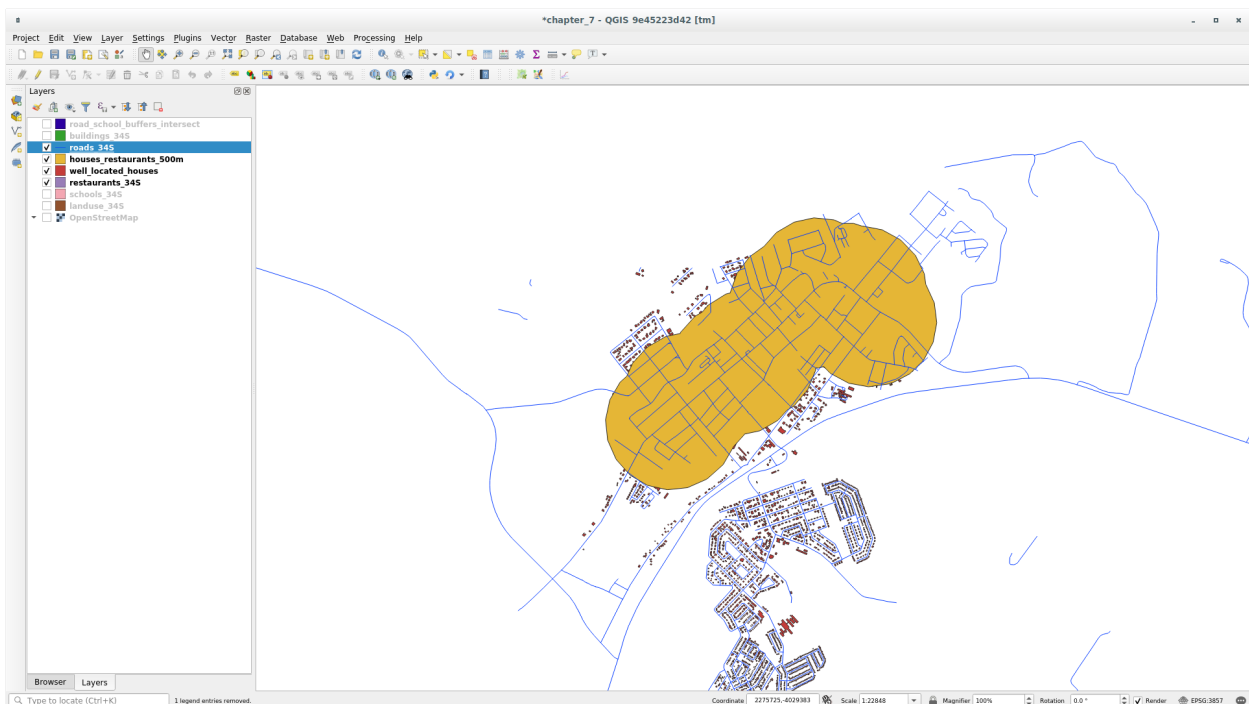 *chapter_7 - QGIS 9e45223d42 [tm]
Project Edit View Layer Settings Plugins Vector Raster Database Web Processing Help
Layers
road_school_buffers_intersect
buildings_34S
roads_34S
houses_restaurants_500m
well_located_houses
restaurants_34S
schools_34S
landuse_34S
OpenStreetMap
Browser Layers
Type to locate (Ctrl+K) 1 legend entries removed. Coordinate 2275725,-4029383 Scale 1:22848 Magnifier 100% Rotation 0.0 ° Render EPSG:3857